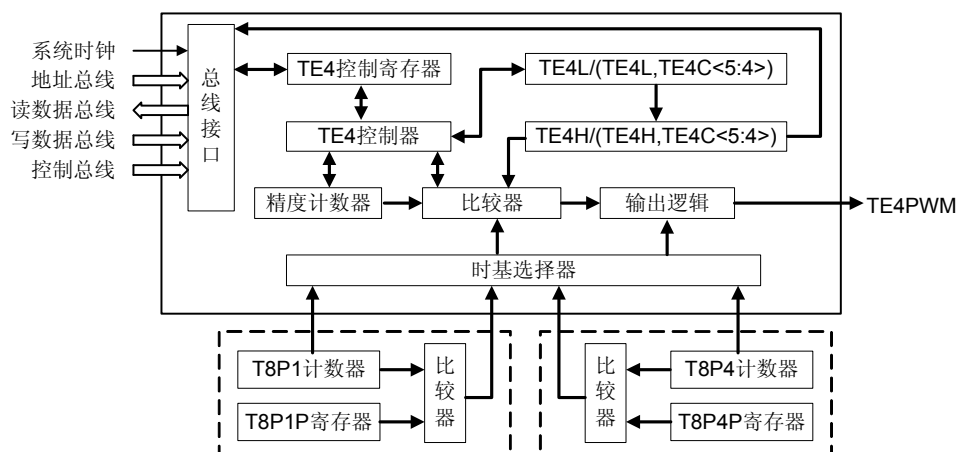 系统时钟
地址总线
读数据总线
写数据总线
控制总线
总线接口
TE4控制寄存器
TE4L/(TE4L,TE4C<5:4>)
TE4控制器
TE4H/(TE4H,TE4C<5:4>)
精度计数器
比较器
输出逻辑
TE4PWM
时基选择器
T8P1计数器
比较器
T8P1P寄存器
比较器
T8P4计数器
T8P4P寄存器